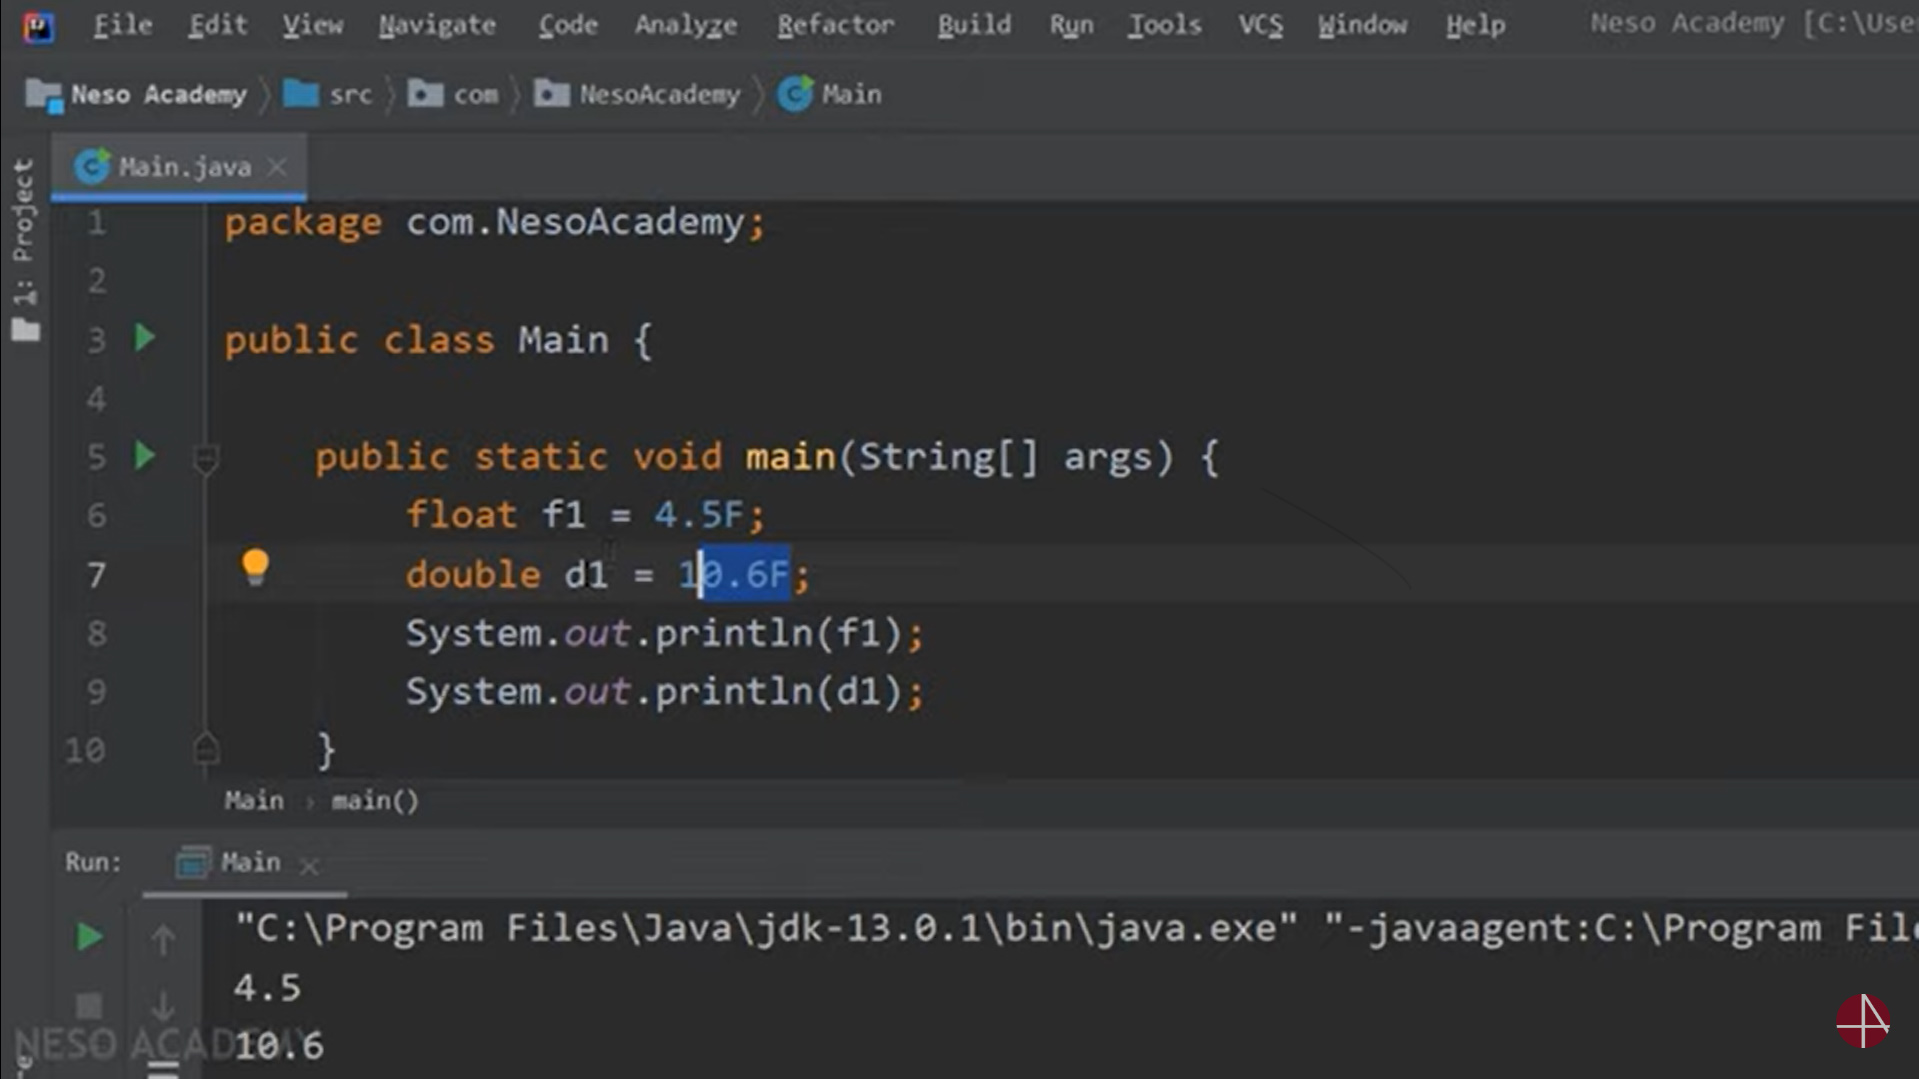 File Edit View Navigate Code Analyze Refactor Build Run Tools VCS Window Help Neso Academy [C:\Use
Neso Academy src com NesoAcademy Main
1: Project
Main.java
1 package com.NesoAcademy;
2
3 public class Main {
4
5 public static void main(String[] args) {
6 float f1 = 4.5F;
7 double d1 = 10.6F;
8 System.out.println(f1);
9 System.out.println(d1);
10 }
Main › main()
Run: Main
"C:\Program Files\Java\jdk-13.0.1\bin\java.exe" "-javaagent:C:\Program File
4.5
10.6
NESO ACADEMY